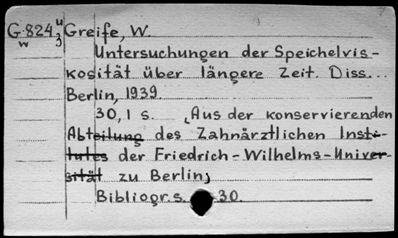 G·824 u3 Greife, W.
w
Untersuchungen der Speichelvis-
kosität über längere Zeit. Diss...
Berlin, 1939
30, 1 s. (Aus der konservierenden
Abteilung des Zahnärztlichen Insti-
tutes der Friedrich-Wilhelms-Univer-
sität zu Berlin)
Bibliogr. s. 30.